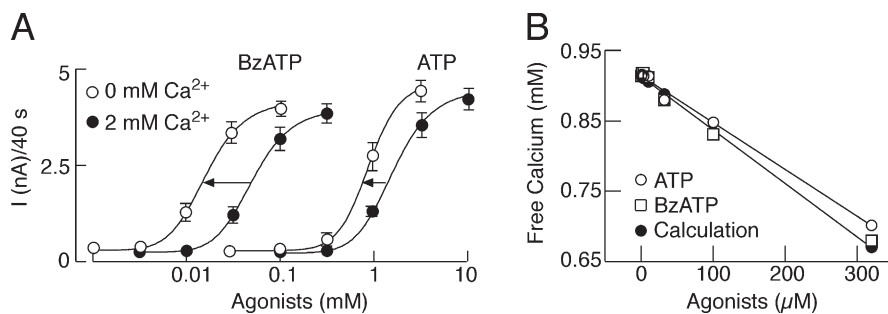 A
BzATP
ATP
0 mM Ca²⁺
2 mM Ca²⁺
I (nA)/40 s
5
2.5
0
0.01
0.1
1
10
Agonists (mM)
B
Free Calcium (mM)
0.95
0.85
0.75
0.65
ATP
BzATP
Calculation
0
100
200
300
Agonists (µM)